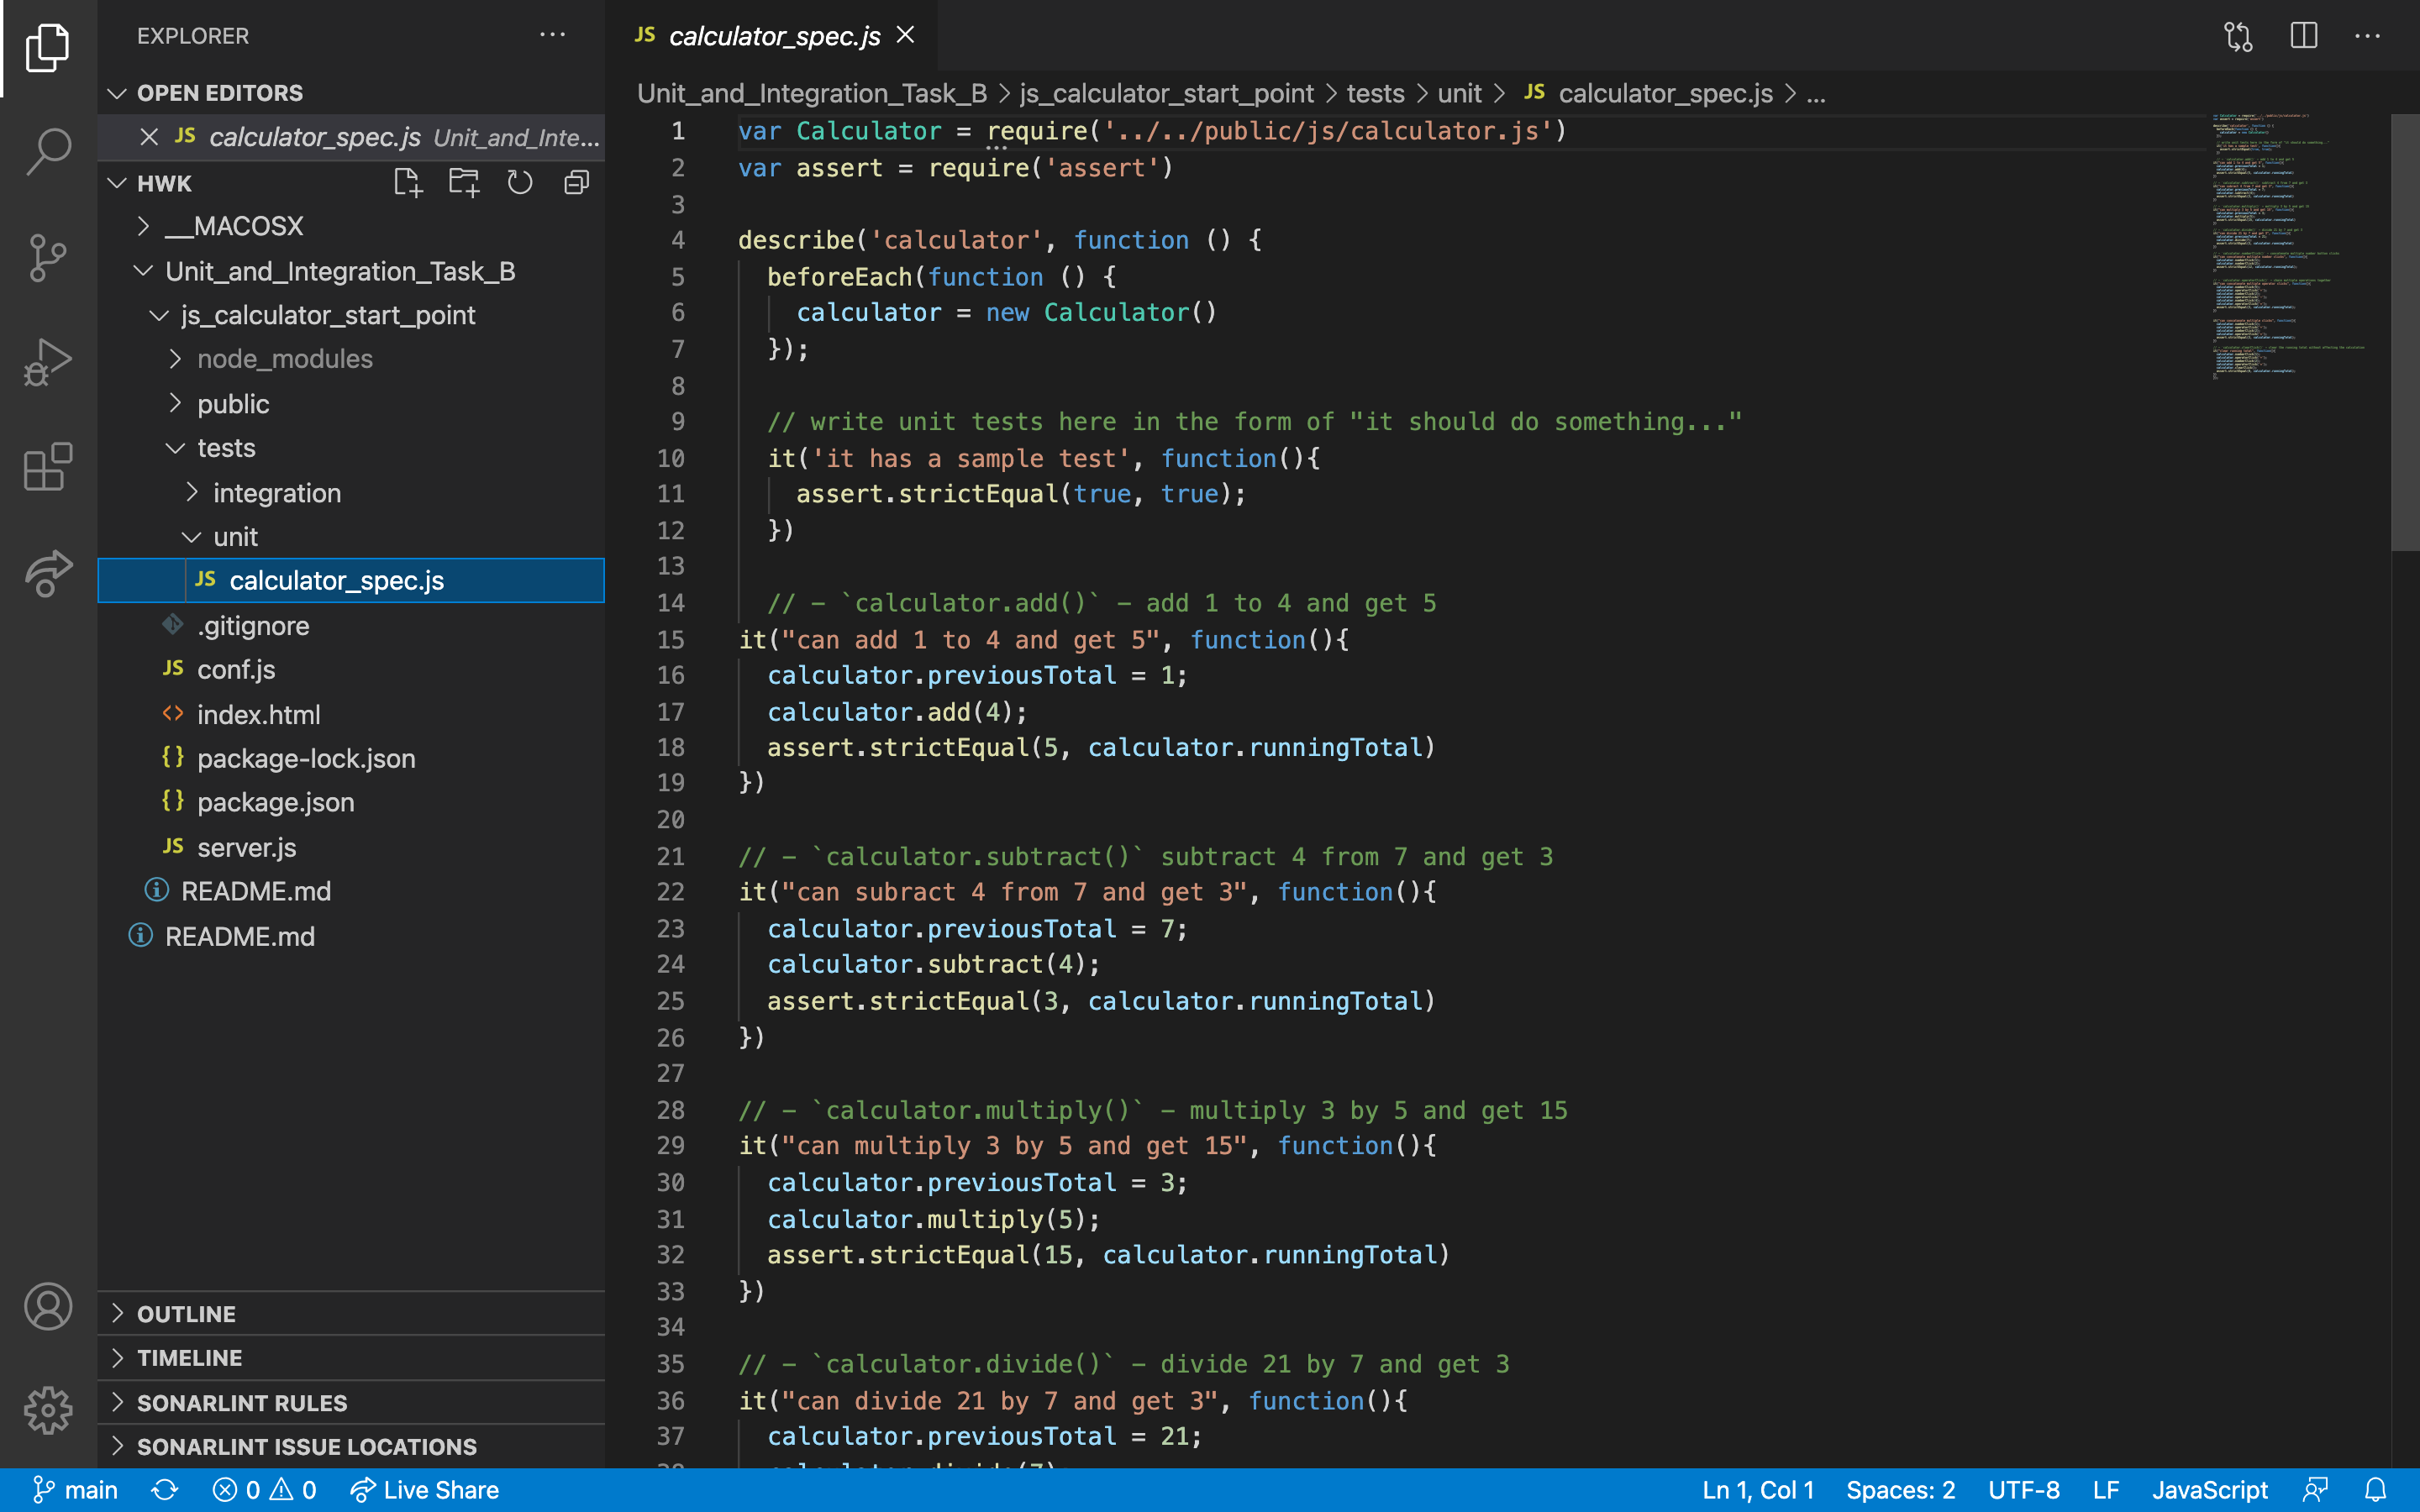 EXPLORER
OPEN EDITORS
JS calculator_spec.js Unit_and_Inte...
HWK
__MACOSX
Unit_and_Integration_Task_B
js_calculator_start_point
node_modules
public
tests
integration
unit
JS calculator_spec.js
.gitignore
JS conf.js
<> index.html
{} package-lock.json
{} package.json
JS server.js
README.md
README.md
OUTLINE
TIMELINE
SONARLINT RULES
SONARLINT ISSUE LOCATIONS
JS calculator_spec.js
Unit_and_Integration_Task_B > js_calculator_start_point > tests > unit > JS calculator_spec.js > ...
1 var Calculator = require('../../public/js/calculator.js')
2 var assert = require('assert')
3
4 describe('calculator', function () {
5 beforeEach(function () {
6 calculator = new Calculator()
7 });
8
9 // write unit tests here in the form of "it should do something..."
10 it('it has a sample test', function(){
11 assert.strictEqual(true, true);
12 })
13
14 // – `calculator.add()` – add 1 to 4 and get 5
15 it("can add 1 to 4 and get 5", function(){
16 calculator.previousTotal = 1;
17 calculator.add(4);
18 assert.strictEqual(5, calculator.runningTotal)
19 })
20
21 // – `calculator.subtract()` subtract 4 from 7 and get 3
22 it("can subract 4 from 7 and get 3", function(){
23 calculator.previousTotal = 7;
24 calculator.subtract(4);
25 assert.strictEqual(3, calculator.runningTotal)
26 })
27
28 // – `calculator.multiply()` – multiply 3 by 5 and get 15
29 it("can multiply 3 by 5 and get 15", function(){
30 calculator.previousTotal = 3;
31 calculator.multiply(5);
32 assert.strictEqual(15, calculator.runningTotal)
33 })
34
35 // – `calculator.divide()` – divide 21 by 7 and get 3
36 it("can divide 21 by 7 and get 3", function(){
37 calculator.previousTotal = 21;
main 0 0 Live Share Ln 1, Col 1 Spaces: 2 UTF-8 LF JavaScript